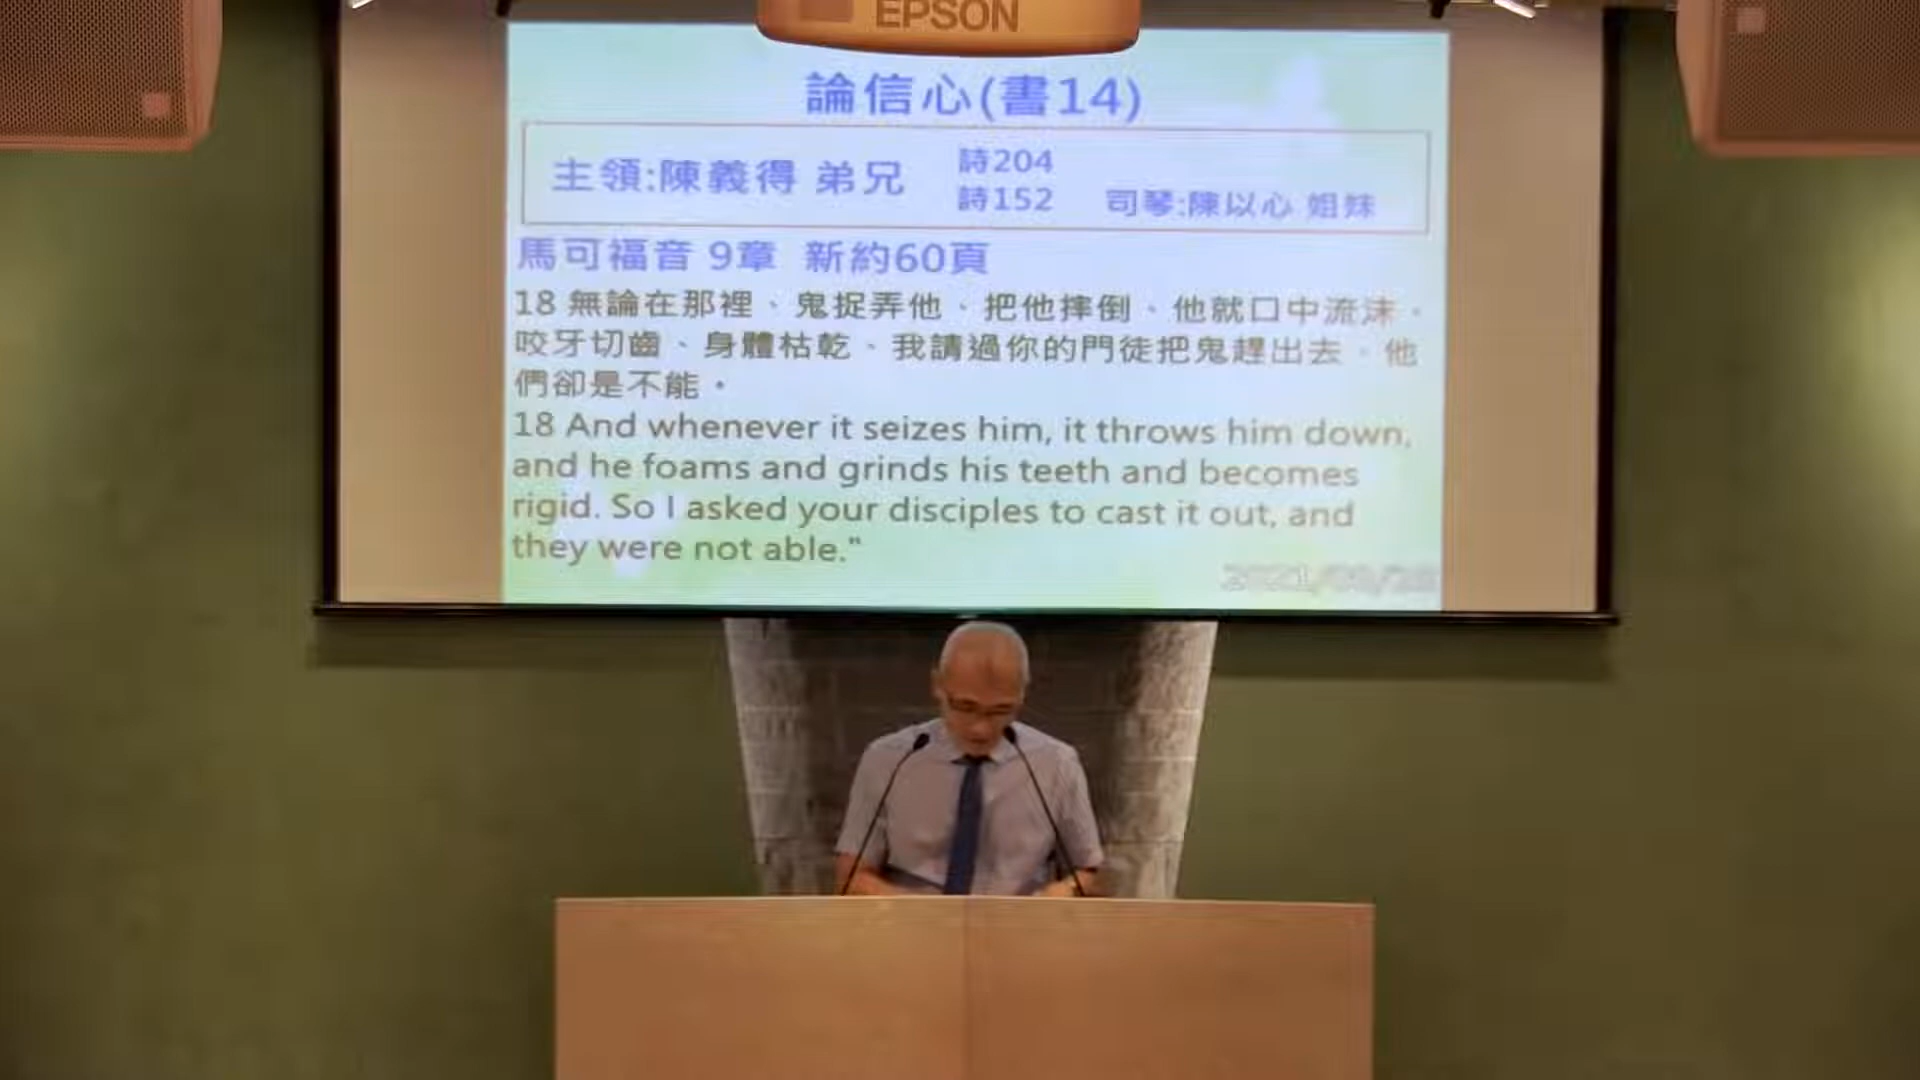 EPSON
論信心(書14)
主領:陳義得 弟兄
詩204
詩152
司琴:陳以心 姐妹
馬可福音 9章 新約60頁
18 無論在那裡、鬼捉弄他、把他摔倒、他就口中流沫、
咬牙切齒、身體枯乾、我請過你的門徒把鬼趕出去、他
們卻是不能。
18 And whenever it seizes him, it throws him down,
and he foams and grinds his teeth and becomes
rigid. So I asked your disciples to cast it out, and
they were not able."